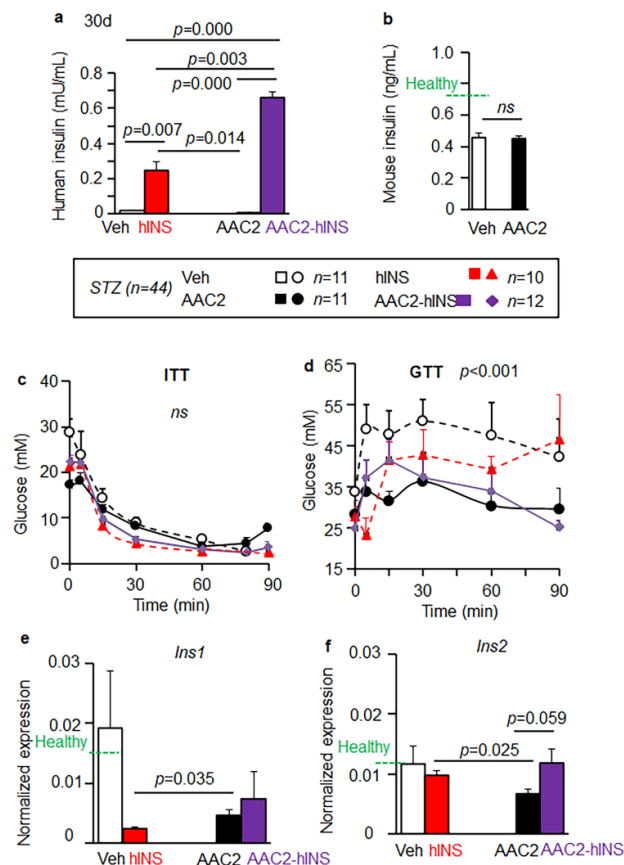 a
30d
p=0.000
p=0.003
p=0.000
p=0.007
p=0.014
Human insulin (mU/mL)
0.8
0.6
0.4
0.2
0
Veh hINS AAC2 AAC2-hINS
b
Mouse insulin (ng/mL)
1.0
Healthy
0.8
0.6
0.4
0.2
0
ns
Veh AAC2
STZ (n=44)
Veh n=11 hINS n=10
AAC2 n=11 AAC2-hINS n=12
c
ITT
ns
Glucose (mM)
40
30
20
10
0
0 30 60 90
Time (min)
d
GTT p<0.001
Glucose (mM)
65
55
45
35
25
15
0 30 60 90
Time (min)
e
Ins1
Normalized expression
0.03
0.02
Healthy
0.01
0
p=0.035
Veh hINS AAC2 AAC2-hINS
f
Ins2
Normalized expression
0.03
0.02
Healthy
0.01
0
p=0.059
p=0.025
Veh hINS AAC2 AAC2-hINS